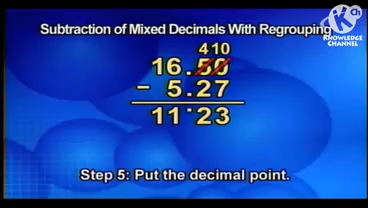 Ch
K
KNOWLEDGE
CHANNEL
Subtraction of Mixed Decimals With Regrouping
4 10
16.50
- 5.27
11.23
Step 5: Put the decimal point.